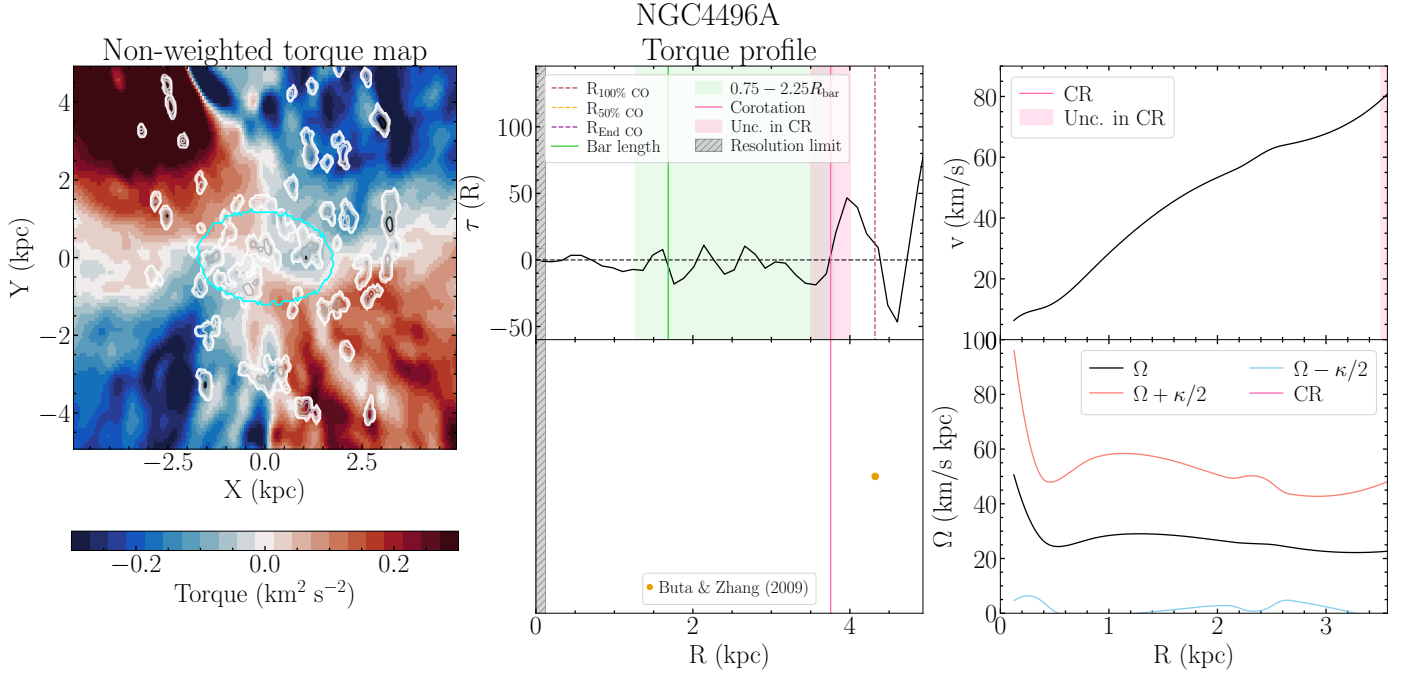 NGC4496A
Non-weighted torque map
Torque profile
4
2
0
−2
−4
Y (kpc)
−2.5
0.0
2.5
X (kpc)
−0.2
0.0
0.2
Torque (km² s⁻²)
R100% CO
R50% CO
REnd CO
Bar length
0.75 − 2.25Rbar
Corotation
Unc. in CR
Resolution limit
100
50
0
−50
τ (R)
Buta & Zhang (2009)
0
2
4
R (kpc)
CR
Unc. in CR
80
60
40
20
v (km/s)
Ω
Ω + κ/2
Ω − κ/2
CR
100
80
60
40
20
0
Ω (km/s kpc)
0
1
2
3
R (kpc)